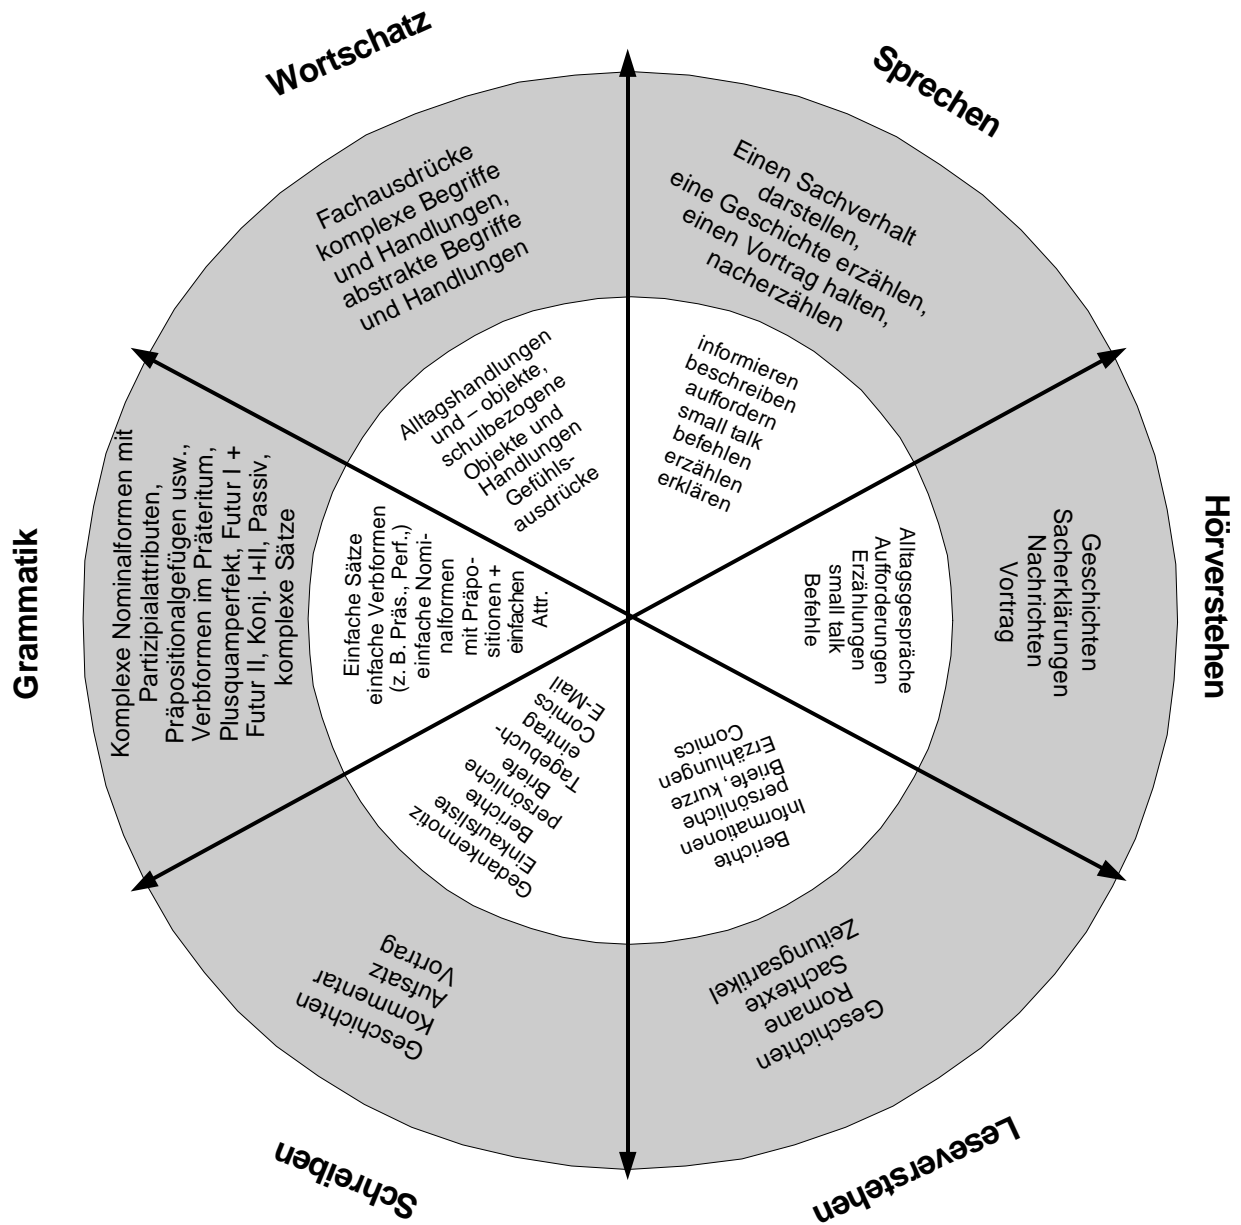 Wortschatz
Fachausdrücke
komplexe Begriffe
und Handlungen,
abstrakte Begriffe
und Handlungen
Alltagshandlungen
und – objekte,
schulbezogene
Objekte und
Handlungen
Gefühls-
ausdrücke
Sprechen
Einen Sachverhalt
darstellen,
eine Geschichte erzählen,
einen Vortrag halten,
nacherzählen
informieren
beschreiben
auffordern
small talk
befehlen
erzählen
erklären
Hörverstehen
Geschichten
Sacherklärungen
Nachrichten
Vortrag
Alltagsgespräche
Aufforderungen
Erzählungen
small talk
Befehle
Leseverstehen
Geschichten
Romane
Sachtexte
Zeitungsartikel
Berichte
Informationen
persönliche
Briefe, kurze
Erzählungen
Comics
Schreiben
Geschichten
Kommentar
Aufsatz
Vortrag
Gedankennotiz
Einkaufsliste
Berichte
persönliche
Briefe
Tagebuch-
eintrag
Comics
E-Mail
Grammatik
Komplexe Nominalformen mit
Partizipialattributen,
Präpositionalgefügen usw.,
Verbformen im Präteritum,
Plusquamperfekt, Futur I +
Futur II, Konj. I+II, Passiv,
komplexe Sätze
Einfache Sätze
einfache Verbformen
(z. B. Präs., Perf.,)
einfache Nomi-
nalformen
mit Präpo-
sitionen +
einfachen
Attr.